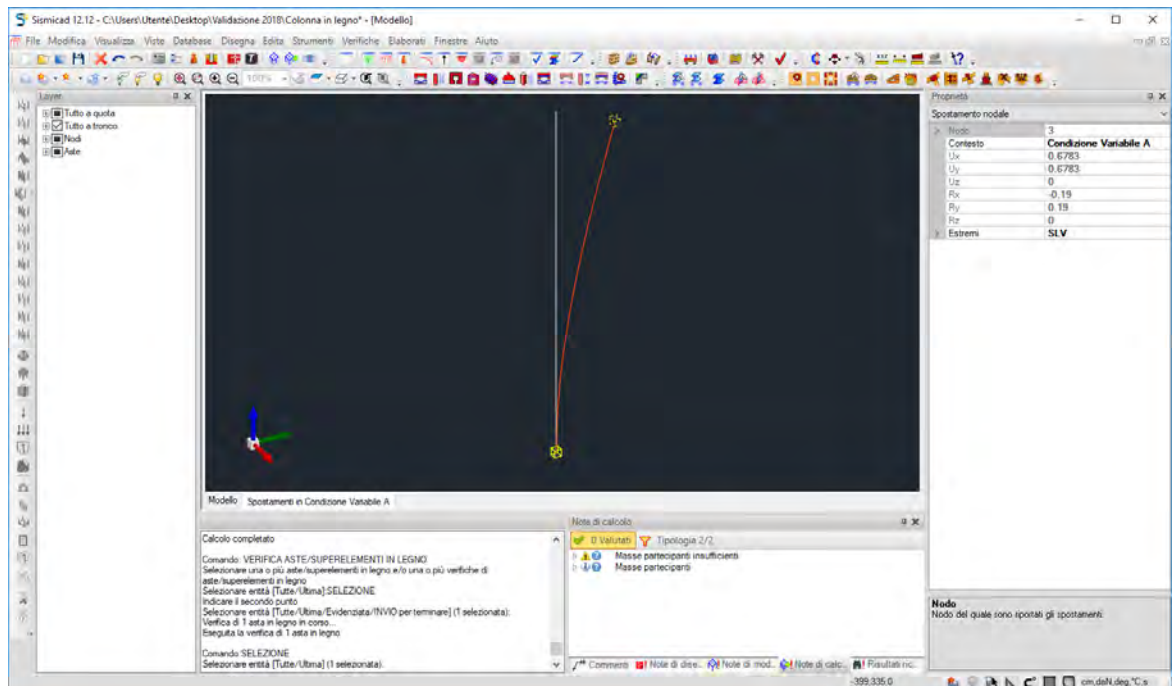 Sismicad 12.12 - C:\Users\Utente\Desktop\Validazione 2018\Colonna in legno* - [Modello]
File Modifica Visualizza Viste Database Disegna Edita Strumenti Verifiche Elaborati Finestre Aiuto
100%
Layer
Tutto a quota
Tutto a tronco
Nodi
Aste
Proprietà
Spostamento nodale
Nodo 3
Contesto Condizione Variabile A
Ux 0.6783
Uy 0.6783
Uz 0
Rx -0.19
Ry 0.19
Rz 0
Estremi SLV
Modello Spostamenti in Condizione Variabile A
Calcolo completato
Comando: VERIFICA ASTE/SUPERELEMENTI IN LEGNO
Selezionare una o più aste/superelementi in legno e/o una o più verifiche di
aste/superelementi in legno
Selezionare entità [Tutte/Ultima]:SELEZIONE
Indicare il secondo punto
Selezionare entità [Tutte/Ultima/Evidenziata/INVIO per terminare] (1 selezionata):
Verifica di 1 asta in legno in corso...
Eseguita la verifica di 1 asta in legno
Comando:SELEZIONE
Selezionare entità [Tutte/Ultima] (1 selezionata):
Note di calcolo
0 Valutati Tipologia 2/2
Masse partecipanti insufficienti
Masse partecipanti
Commenti Note di dise.. Note di mod.. Note di calc.. Risultati ric..
Nodo
Nodo del quale sono riportati gli spostamenti.
-399,335.0
cm,daN,deg,°C,s